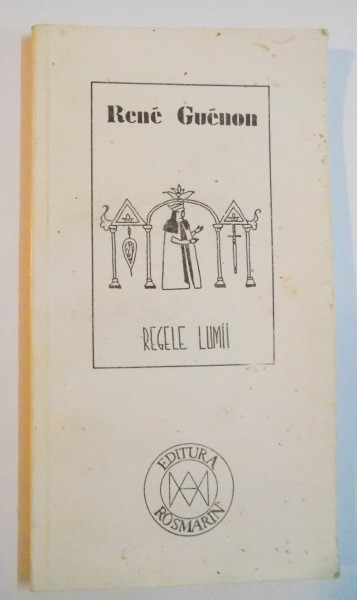 René Guénon
REGELE LUMII
EDITURA
ROSMARIN